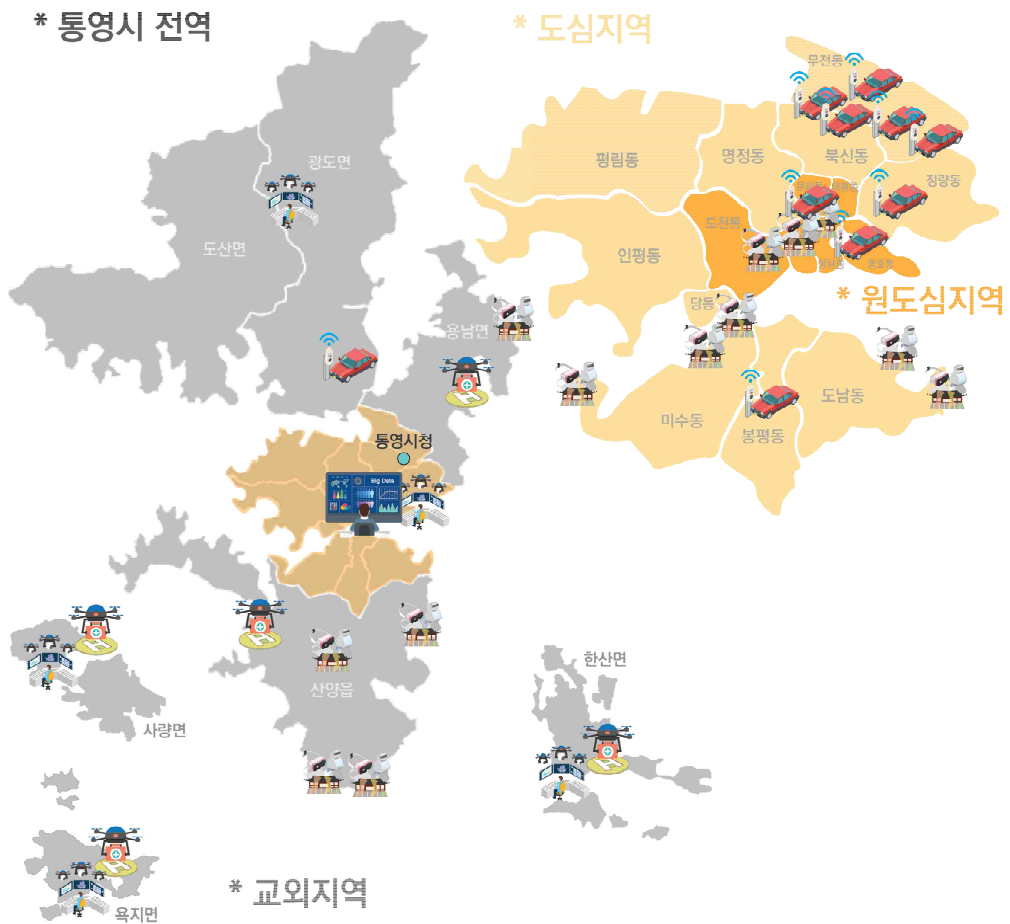 * 통영시 전역
* 도심지역
무전동
광도면
평림동
명정동
북신동
정량동
도천동
도산면
인평동
* 원도심지역
당동
용남면
미수동
봉평동
도남동
통영시청
Big Data
산양읍
한산면
사량면
* 교외지역
욕지면